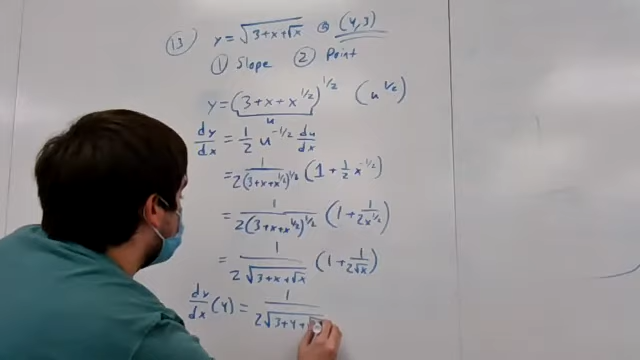 13) y = √(3+x+√x) @ (4,3)
① Slope ② Point
y = (3+x+x^(1/2))^(1/2) (u^(1/2))
u
dy/dx = 1/2 u^(-1/2) du/dx
= 1/(2(3+x+x^(1/2))^(1/2)) (1 + 1/2 x^(-1/2))
= 1/(2(3+x+x^(1/2))^(1/2)) (1 + 1/(2x^(1/2)))
= 1/(2√(3+x+√x)) (1 + 1/(2√x))
dy/dx (4) = 1/(2√(3+4+√